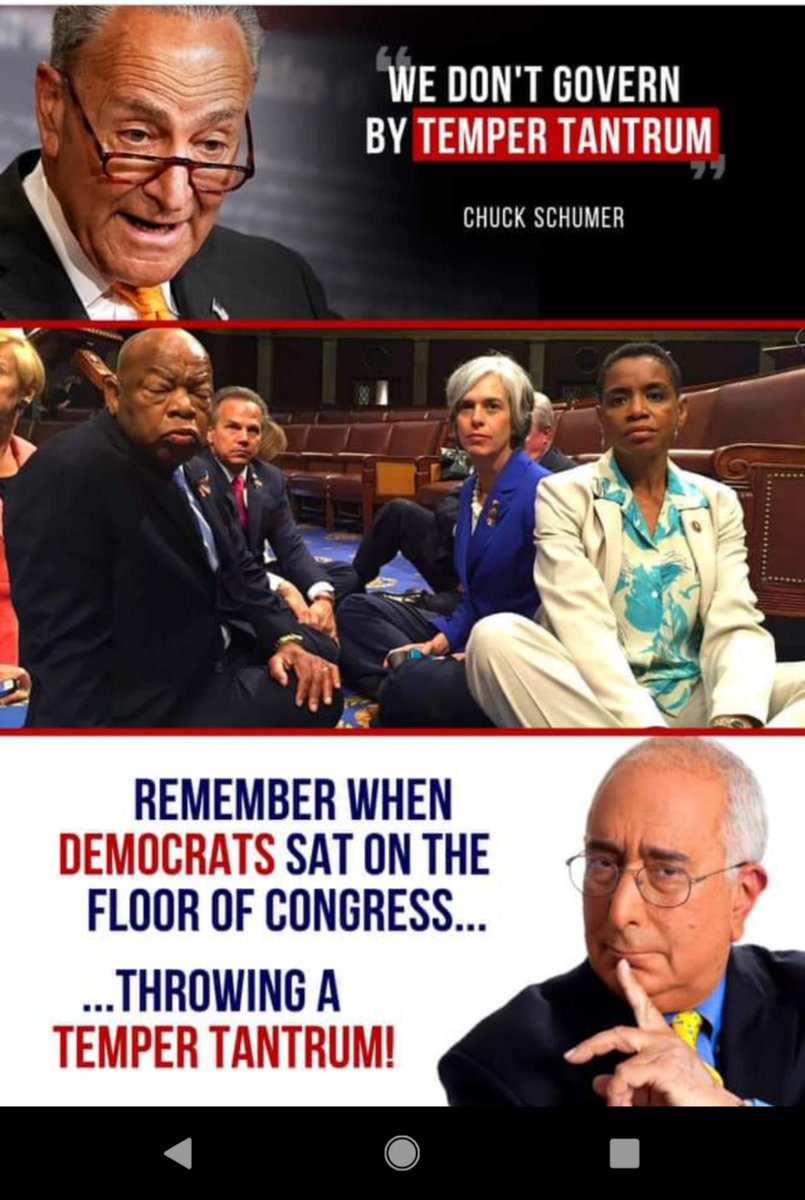 “WE DON'T GOVERN
BY TEMPER TANTRUM”
CHUCK SCHUMER
REMEMBER WHEN
DEMOCRATS SAT ON THE
FLOOR OF CONGRESS...
...THROWING A
TEMPER TANTRUM!